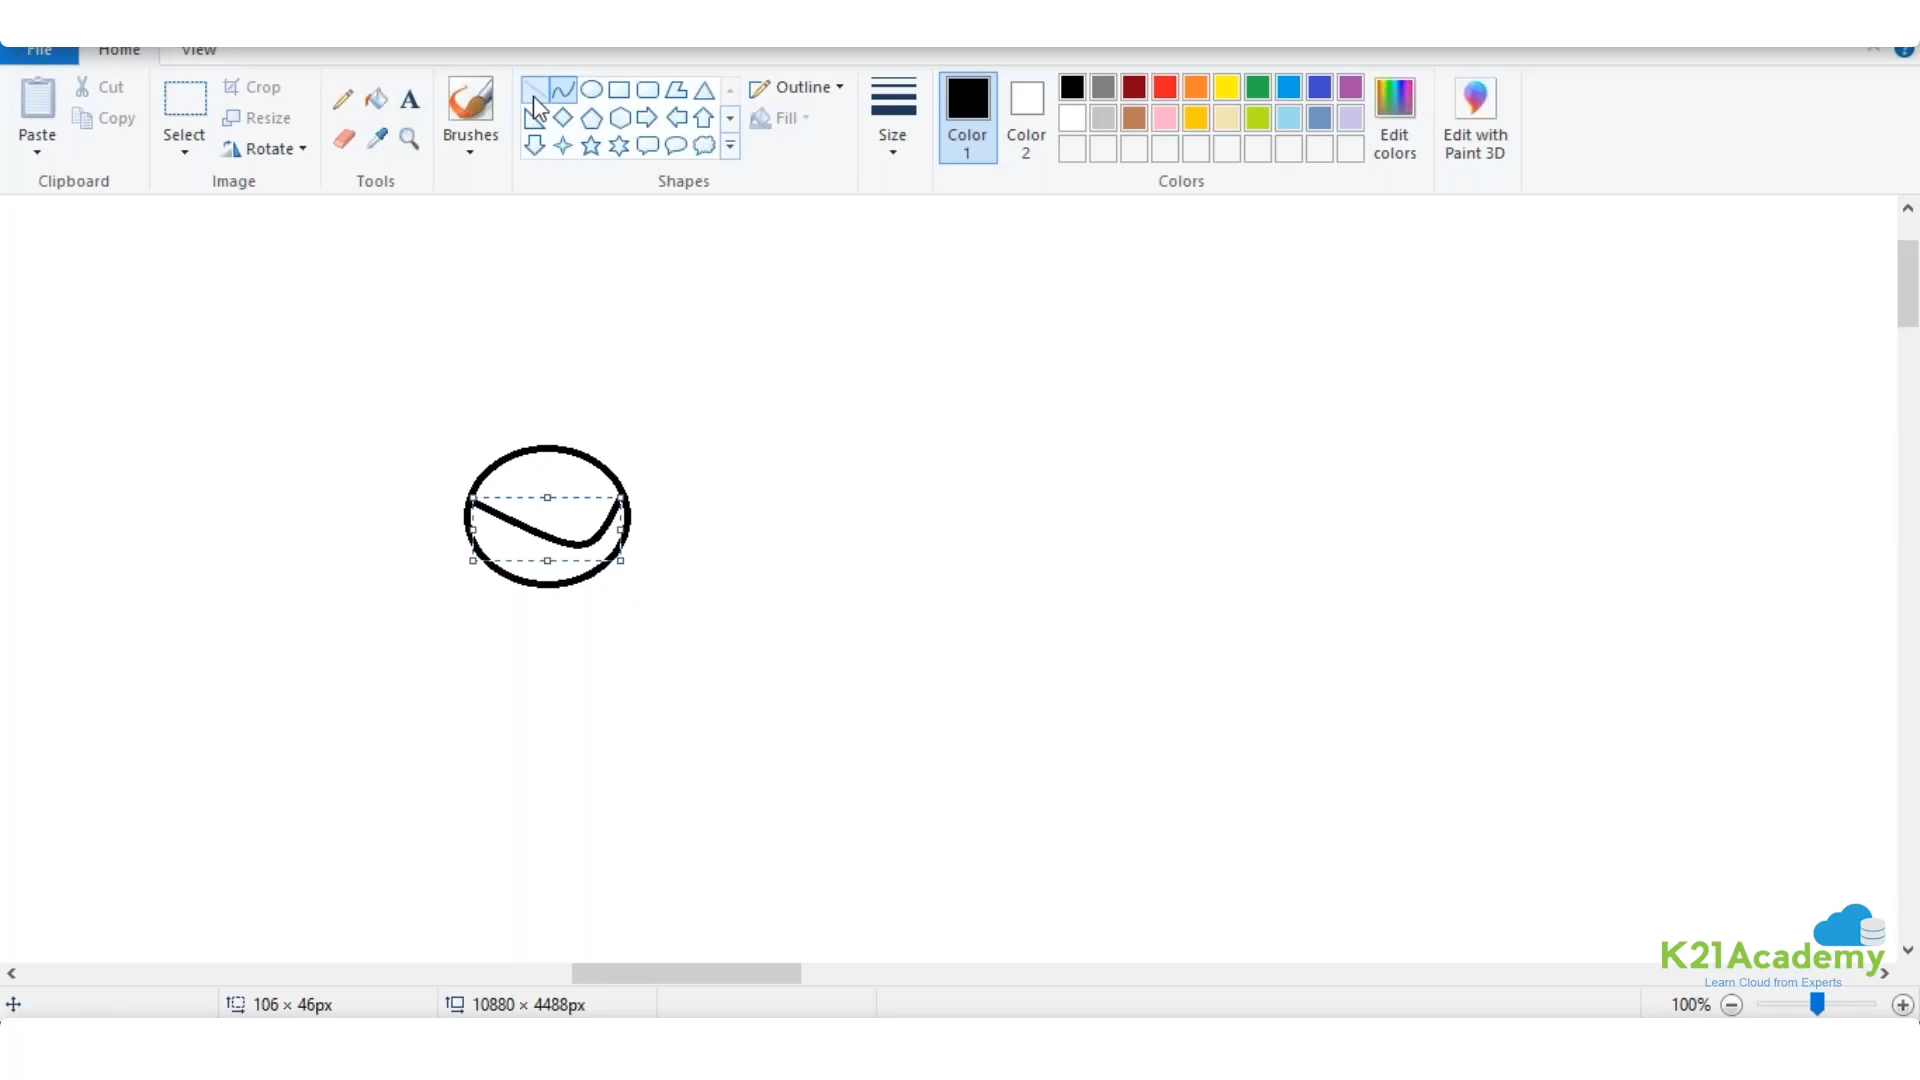 File Home View
Paste
Cut
Copy
Clipboard
Select
Crop
Resize
Rotate
Image
A
Tools
Brushes
Shapes
Outline
Fill
Size
Color
1
Color
2
Edit
colors
Colors
Edit with
Paint 3D
K21Academy
Learn Cloud from Experts
106 × 46px
10880 × 4488px
100%